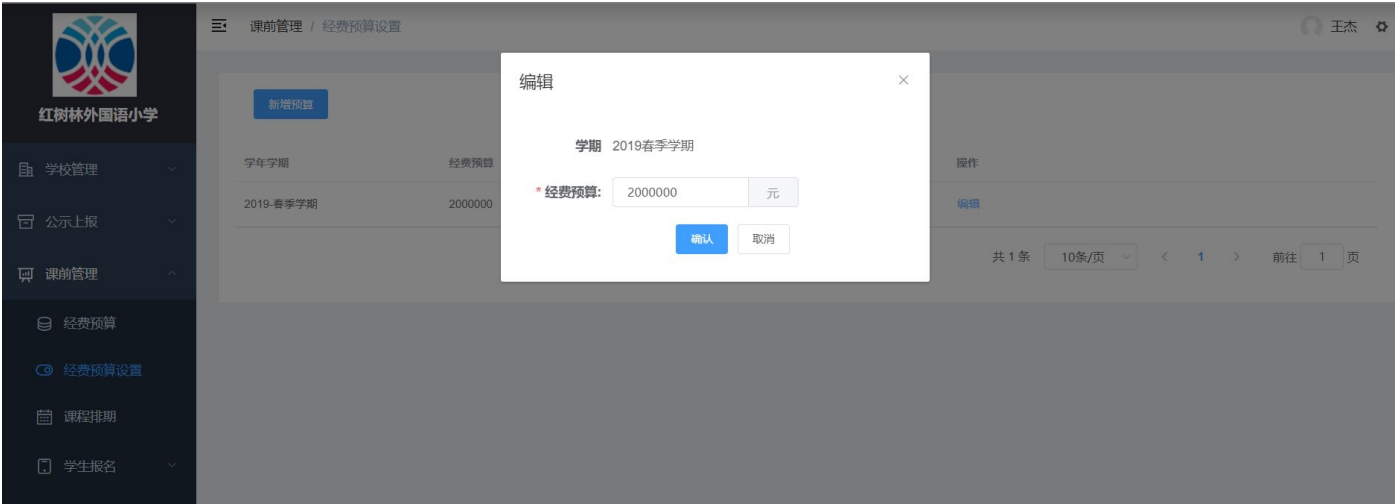 课前管理 / 经费预算设置
王杰
红树林外国语小学
学校管理
公示上报
课前管理
经费预算
经费预算设置
课程排期
学生报名
新增预算
学年学期 经费预算 操作
2019-春季学期 2000000 编辑
共 1 条 10条/页 1 前往 1 页
编辑
学期 2019春季学期
* 经费预算: 2000000 元
确认 取消